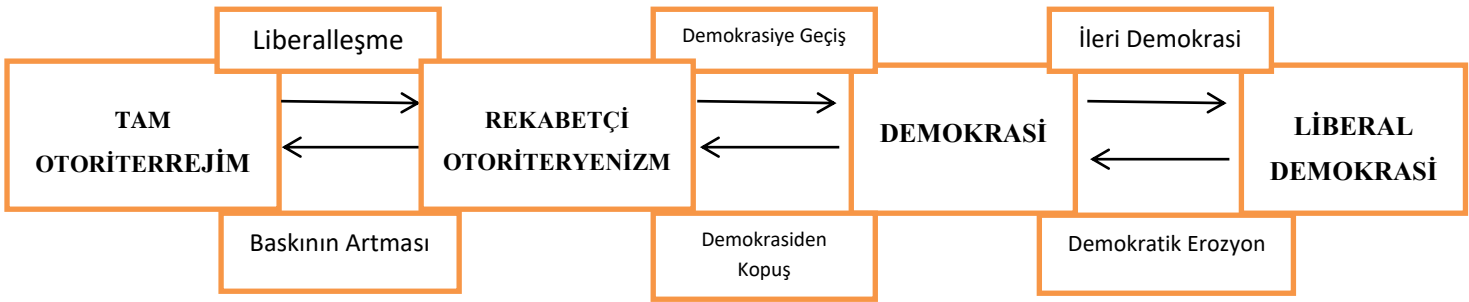 Liberalleşme
Demokrasiye Geçiş
İleri Demokrasi
TAM
OTORİTERREJİM
REKABETÇİ
OTORİTERYENİZM
DEMOKRASİ
LİBERAL
DEMOKRASİ
Baskının Artması
Demokrasiden
Kopuş
Demokratik Erozyon